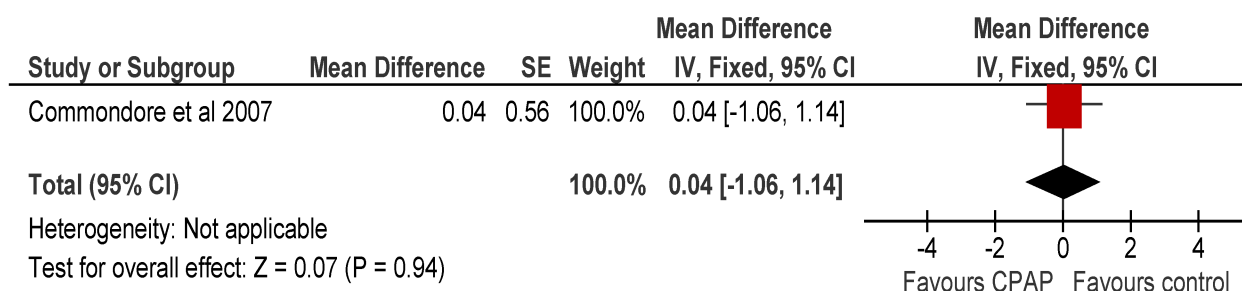 Mean Difference Mean Difference
Study or Subgroup Mean Difference SE Weight IV, Fixed, 95% CI IV, Fixed, 95% CI
Commondore et al 2007 0.04 0.56 100.0% 0.04 [-1.06, 1.14]
Total (95% CI) 100.0% 0.04 [-1.06, 1.14]
Heterogeneity: Not applicable
Test for overall effect: Z = 0.07 (P = 0.94)
-4 -2 0 2 4
Favours CPAP Favours control